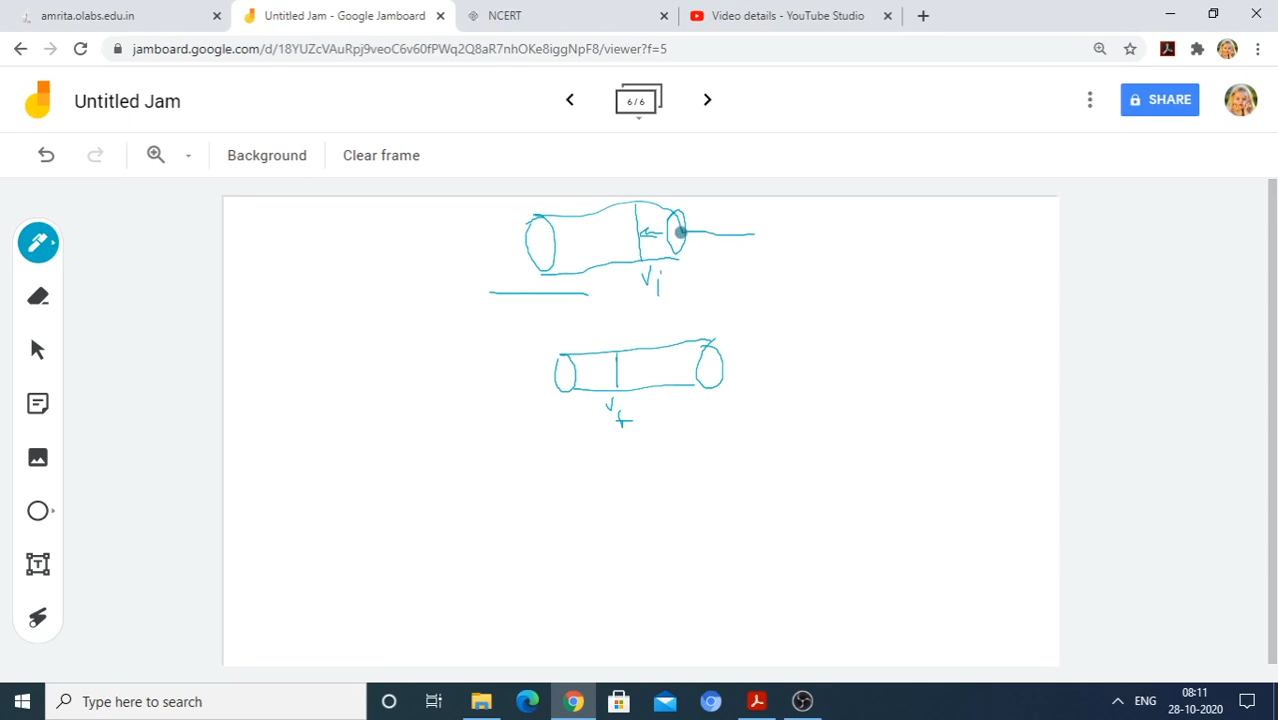 amrita.olabs.edu.in
Untitled Jam - Google Jamboard
NCERT
Video details - YouTube Studio
jamboard.google.com/d/18YUZcVAuRpj9veoC6v60fPWq2Q8aR7nhOKe8iggNpF8/viewer?f=5
Untitled Jam
6 / 6
SHARE
Background
Clear frame
Vi
Vf
Type here to search
ENG
08:11
28-10-2020